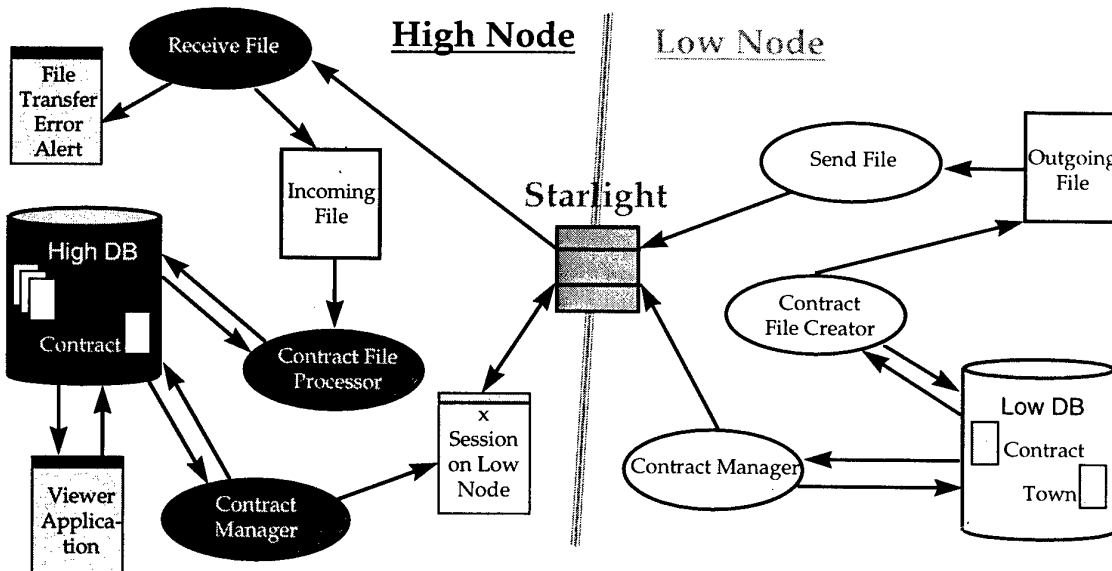 High Node
Low Node
Receive File
File
Transfer
Error
Alert
Incoming
File
Starlight
Send File
Outgoing
File
High DB
Contract
Contract File
Processor
Contract
File Creator
x
Session
on Low
Node
Contract Manager
Low DB
Contract
Town
Viewer
Applica-
tion
Contract
Manager